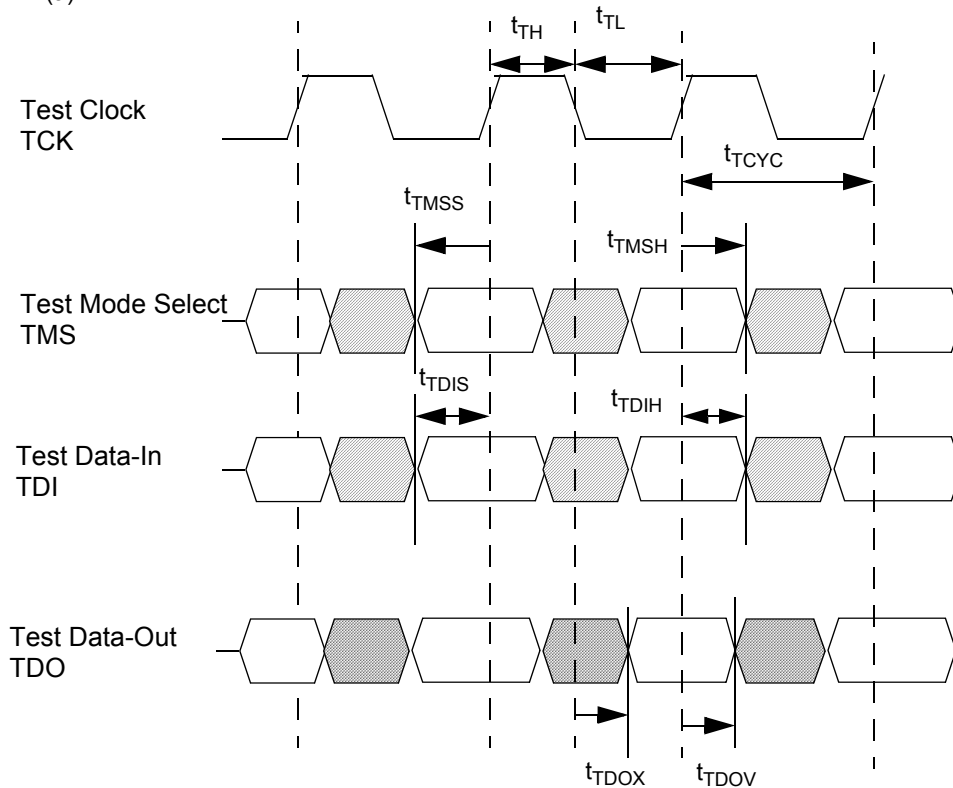 tTH
tTL
Test Clock
TCK
tTCYC
tTMSS
tTMSH
Test Mode Select
TMS
tTDIS
tTDIH
Test Data-In
TDI
Test Data-Out
TDO
tTDOX
tTDOV